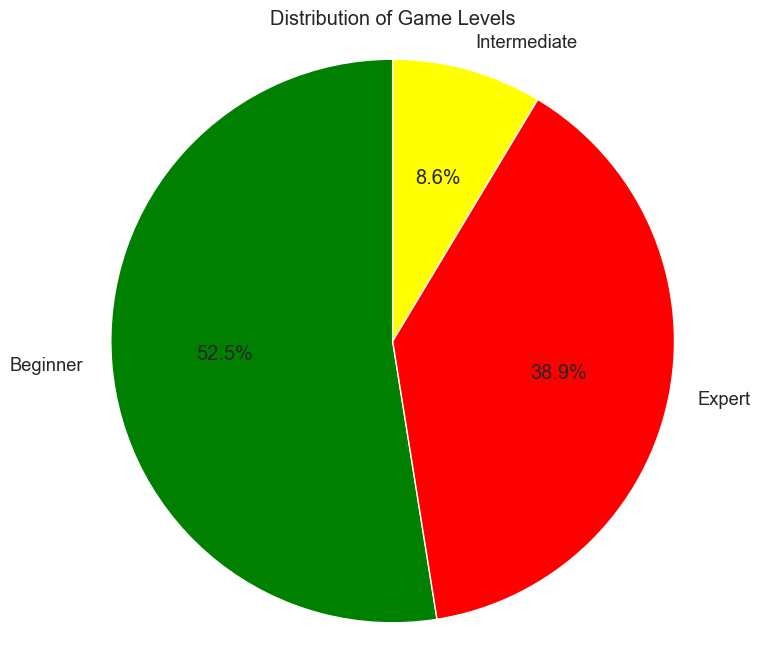 Distribution of Game Levels
Intermediate
8.6%
52.5%
Beginner
38.9%
Expert